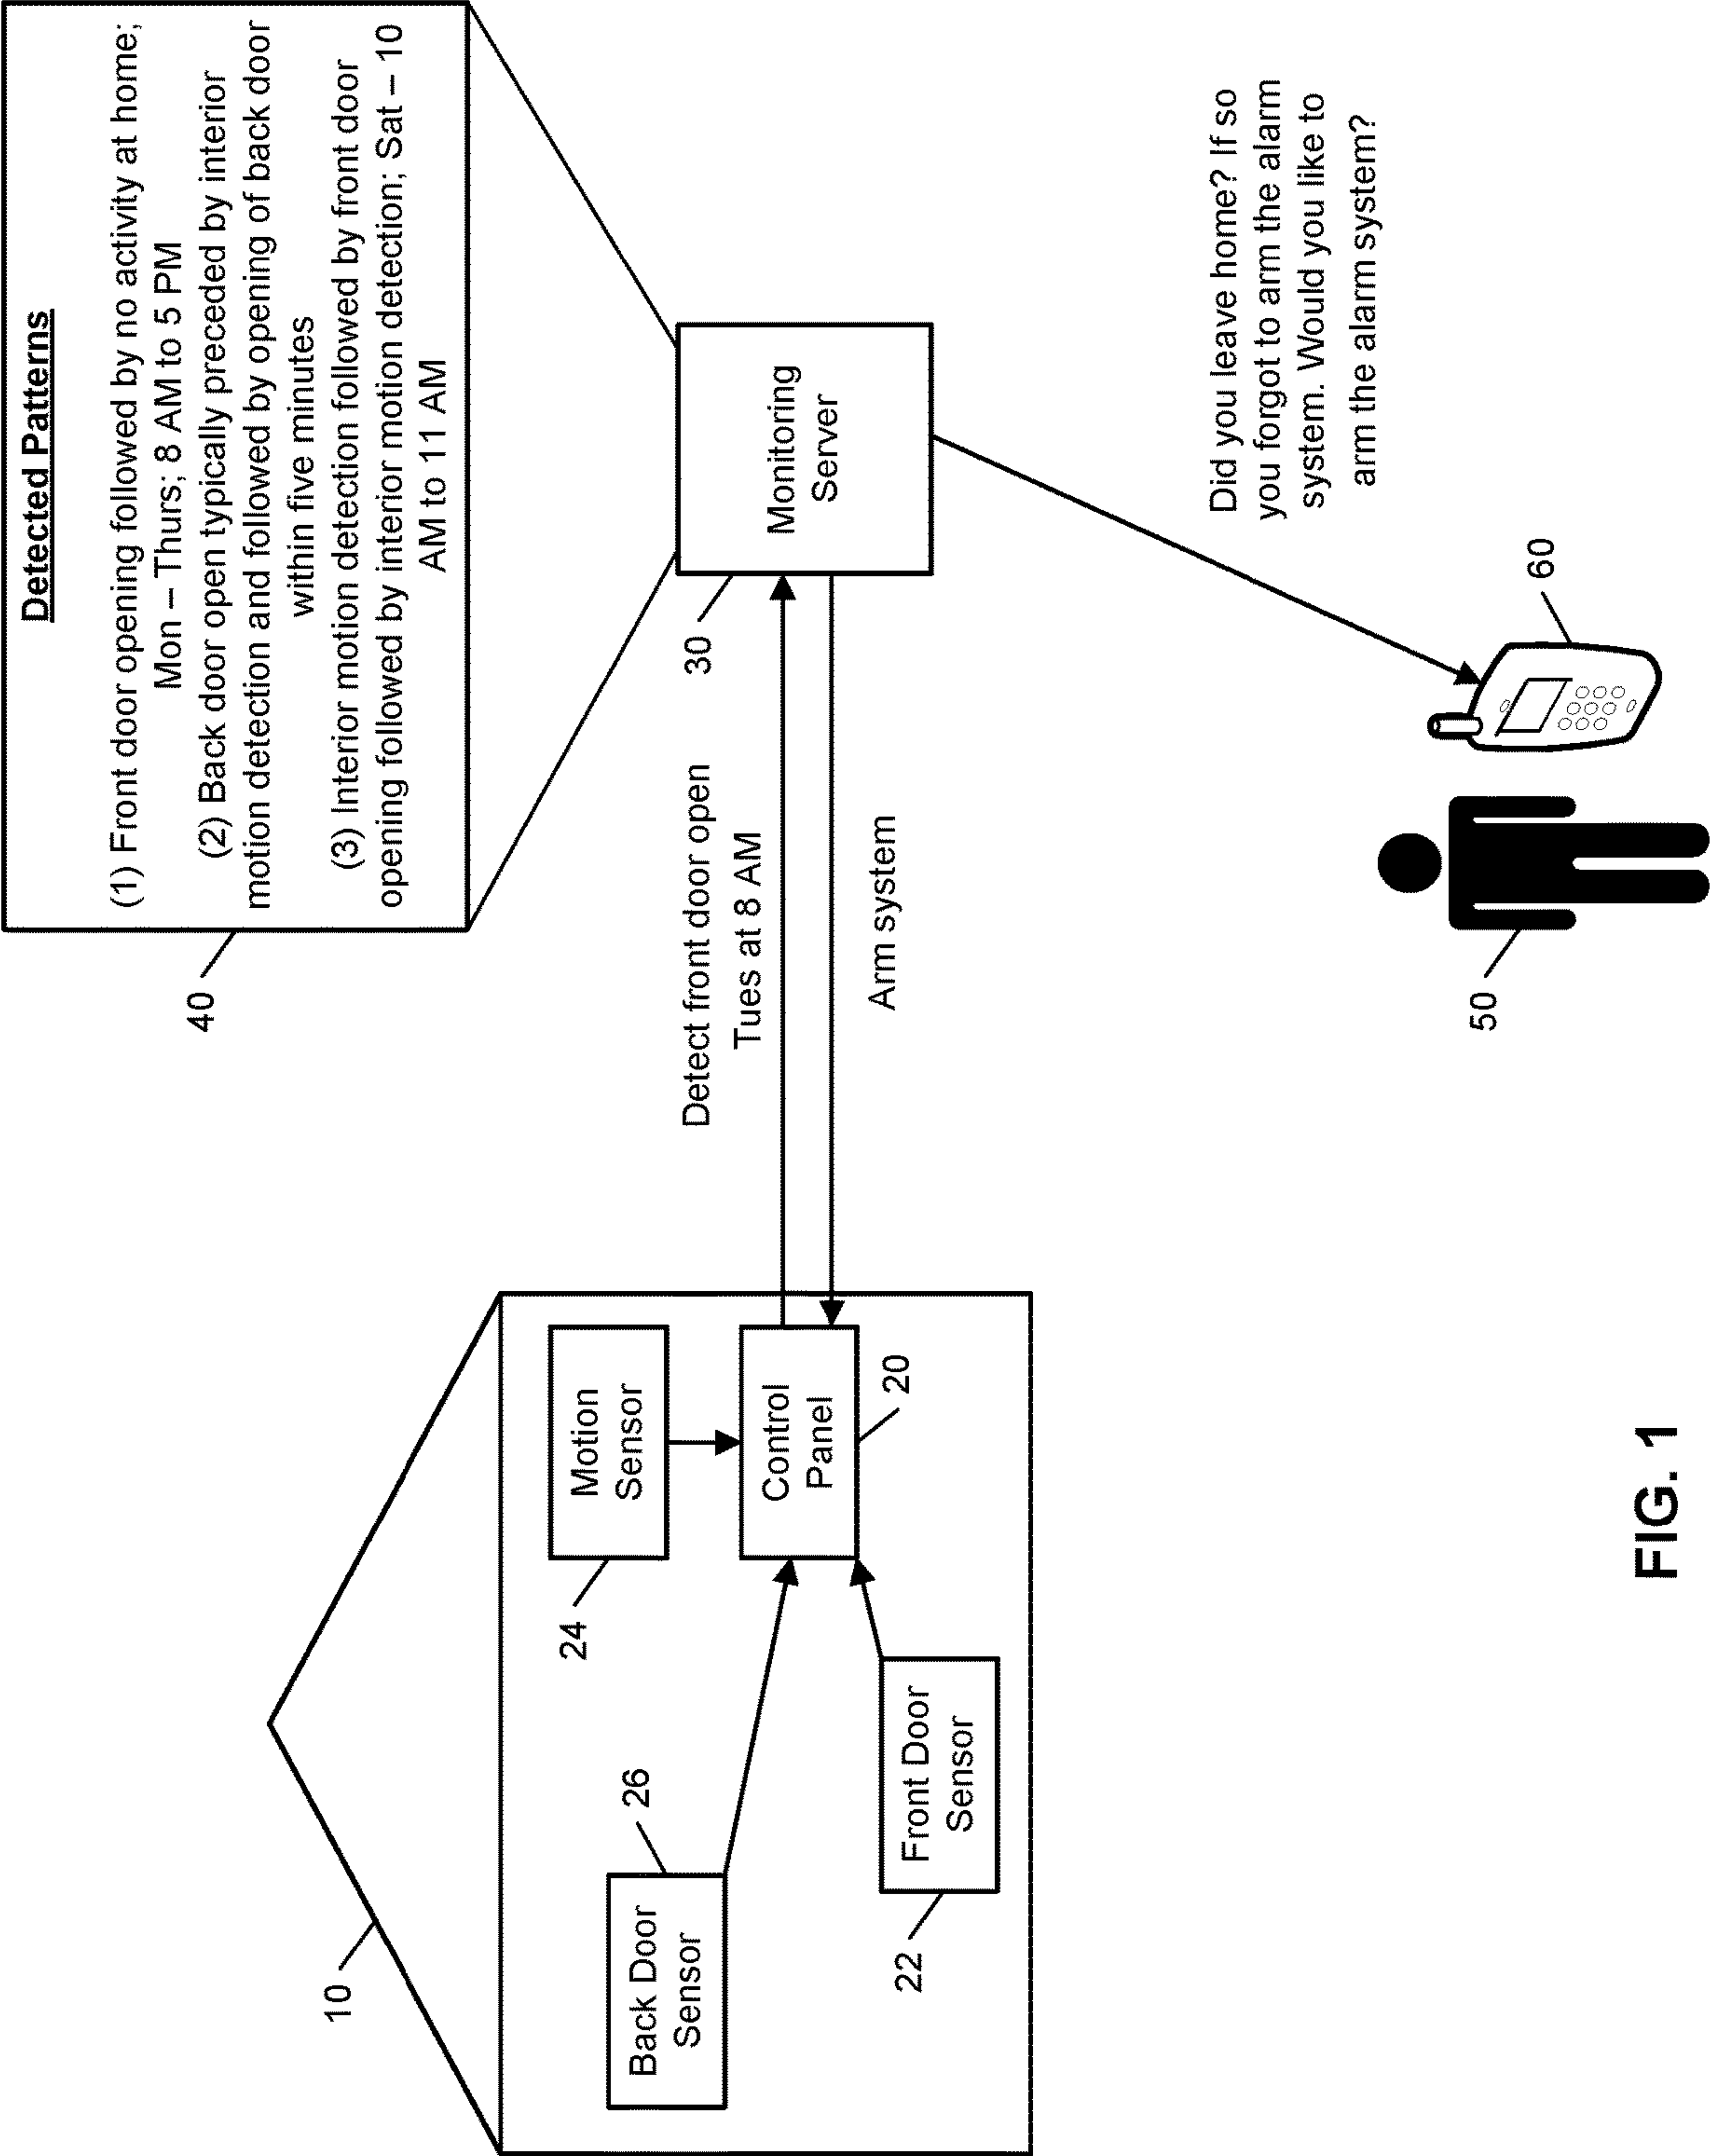 Detected Patterns
(1) Front door opening followed by no activity at home;
Mon – Thurs; 8 AM to 5 PM
(2) Back door open typically preceded by interior
motion detection and followed by opening of back door
within five minutes
(3) Interior motion detection followed by front door
opening followed by interior motion detection; Sat – 10
AM to 11 AM
40
10
Back Door
Sensor
26
Motion
Sensor
24
Control
Panel
20
Front Door
Sensor
22
Detect front door open
Tues at 8 AM
Arm system
30
Monitoring
Server
Did you leave home? If so
you forgot to arm the alarm
system. Would you like to
arm the alarm system?
50
60
FIG. 1